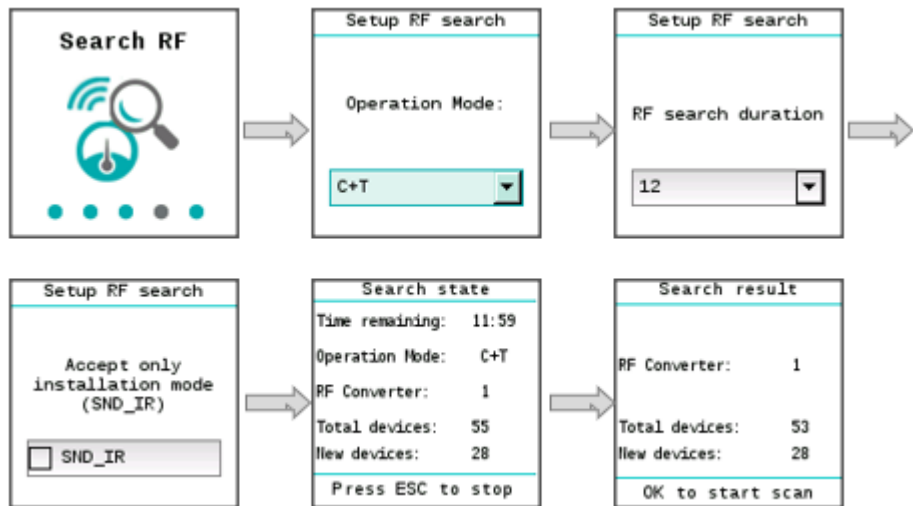 Search RF
Setup RF search
Operation Mode:
C+T
Setup RF search
RF search duration
12
Setup RF search
Accept only
installation mode
(SND_IR)
SND_IR
Search state
Time remaining: 11:59
Operation Mode: C+T
RF Converter: 1
Total devices: 55
New devices: 28
Press ESC to stop
Search result
RF Converter: 1
Total devices: 53
New devices: 28
OK to start scan